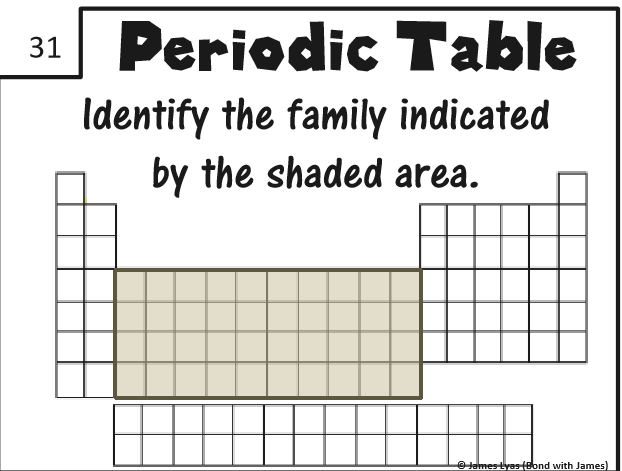 31
Periodic Table
Identify the family indicated
by the shaded area.
© James Lyas (Bond with James)